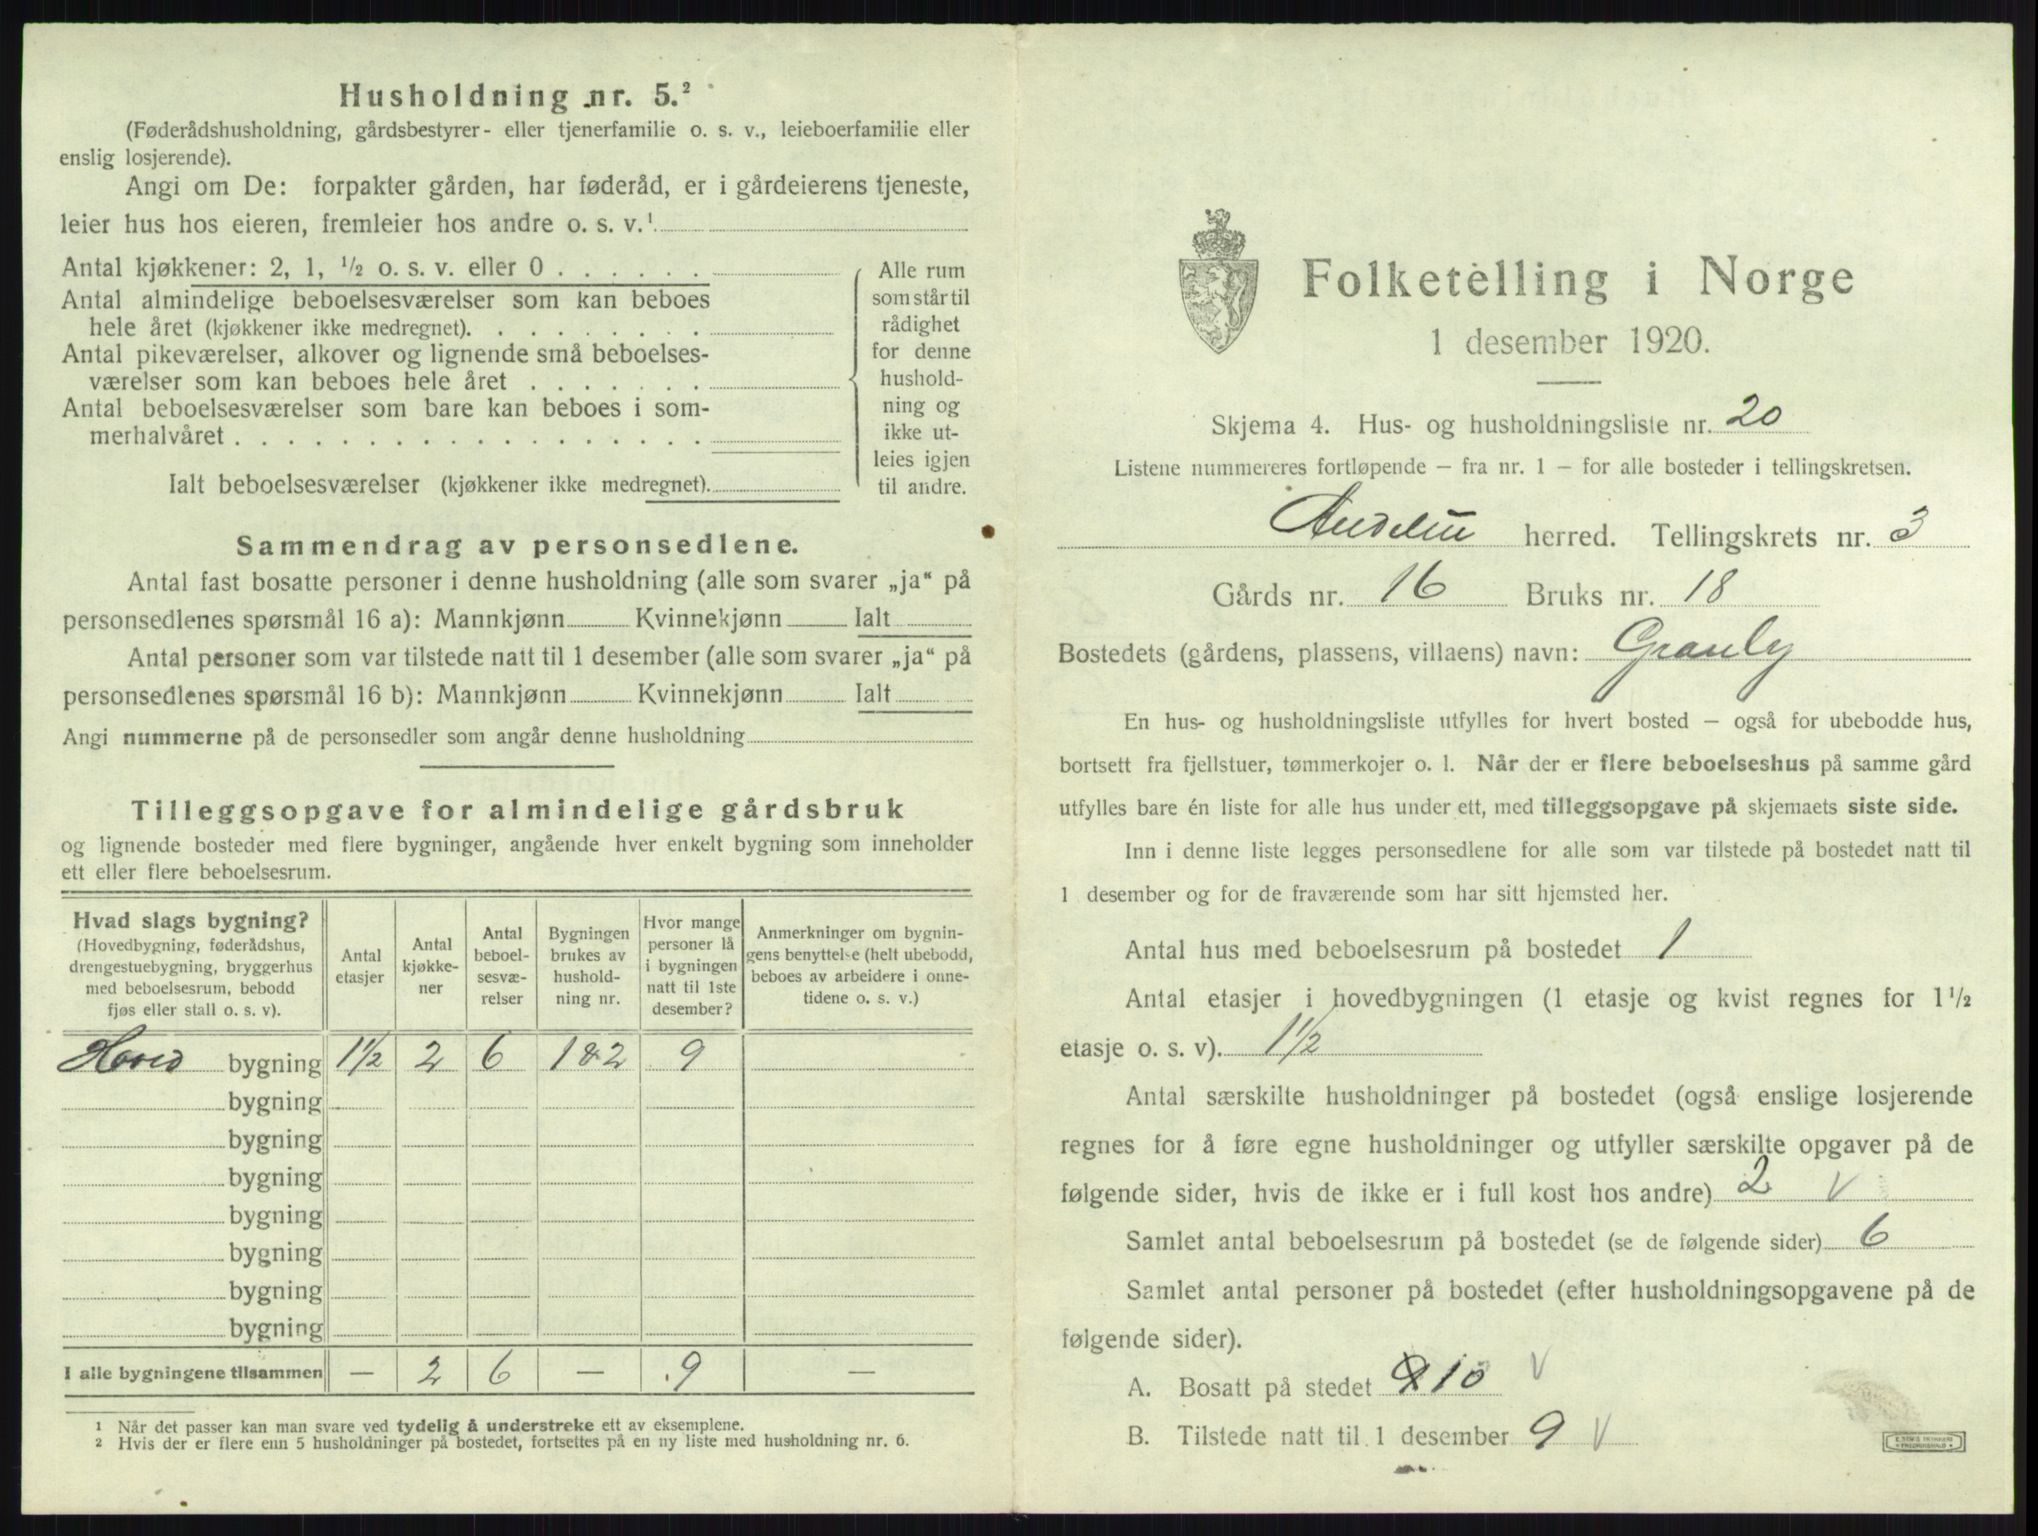 Husholdning nr. 5.²
(Føderådshusholdning, gårdsbestyrer- eller tjenerfamilie o. s. v., leieboerfamilie eller
enslig losjerende).
Angi om De: forpakter gården, har føderåd, er i gårdeierens tjeneste,
leier hus hos eieren, fremleier hos andre o. s. v.¹
Antal kjøkkener: 2, 1, ½ o. s. v. eller 0
Antal almindelige beboelsesværelser som kan beboes
hele året (kjøkkener ikke medregnet).
Antal pikeværelser, alkover og lignende små beboelses-
værelser som kan beboes hele året
Antal beboelsesværelser som bare kan beboes i som-
merhalvåret
Ialt beboelsesværelser (kjøkkener ikke medregnet).
Alle rum
som står til
rådighet
for denne
hushold-
ning og
ikke ut-
leies igjen
til andre.
Sammendrag av personsedlene.
Antal fast bosatte personer i denne husholdning (alle som svarer „ja“ på
personsedlenes spørsmål 16 a): Mannkjønn Kvinnekjønn Ialt
Antal personer som var tilstede natt til 1 desember (alle som svarer „ja“ på
personsedlenes spørsmål 16 b): Mannkjønn Kvinnekjønn Ialt
Angi nummerne på de personsedler som angår denne husholdning
Tilleggsopgave for almindelige gårdsbruk
og lignende bosteder med flere bygninger, angående hver enkelt bygning som inneholder
ett eller flere beboelsesrum.
Hvad slags bygning?
(Hovedbygning, føderådshus,
drengestuebygning, bryggerhus
med beboelsesrum, bebodd
fjøs eller stall o. s. v).
Antal
etasjer
Antal
kjøkke-
ner
Antal
beboel-
sesvæ-
relser
Bygningen
brukes av
hushold-
ning nr.
Hvor mange
personer lå
i bygningen
natt til 1ste
desember?
Anmerkninger om bygnin-
gens benyttelse (helt ubebodd,
beboes av arbeidere i onne-
tidene o. s. v.)
Hoved bygning 1½ 2 6 1 & 2 9
bygning
bygning
bygning
bygning
bygning
bygning
bygning
I alle bygningene tilsammen — 2 6 — 9 —
¹ Når det passer kan man svare ved tydelig å understreke ett av eksemplene.
² Hvis der er flere enn 5 husholdninger på bostedet, fortsettes på en ny liste med husholdning nr. 6.
Folketelling i Norge
1 desember 1920.
Skjema 4. Hus- og husholdningsliste nr. 20
Listene nummereres fortløpende – fra nr. 1 – for alle bosteder i tellingskretsen.
herred. Tellingskrets nr. 3
Gårds nr. 16 Bruks nr. 18
Bostedets (gårdens, plassens, villaens) navn: Granly
En hus- og husholdningsliste utfylles for hvert bosted – også for ubebodde hus,
bortsett fra fjellstuer, tømmerkojer o. l. Når der er flere beboelseshus på samme gård
utfylles bare én liste for alle hus under ett, med tilleggsopgave på skjemaets siste side.
Inn i denne liste legges personsedlene for alle som var tilstede på bostedet natt til
1 desember og for de fraværende som har sitt hjemsted her.
Antal hus med beboelsesrum på bostedet 1
Antal etasjer i hovedbygningen (1 etasje og kvist regnes for 1½
etasje o. s. v). 1½
Antal særskilte husholdninger på bostedet (også enslige losjerende
regnes for å føre egne husholdninger og utfyller særskilte opgaver på de
følgende sider, hvis de ikke er i full kost hos andre) 2 V
Samlet antal beboelsesrum på bostedet (se de følgende sider) 6
Samlet antal personer på bostedet (efter husholdningsopgavene på de
følgende sider).
A. Bosatt på stedet 9 10 V
B. Tilstede natt til 1 desember 9 V